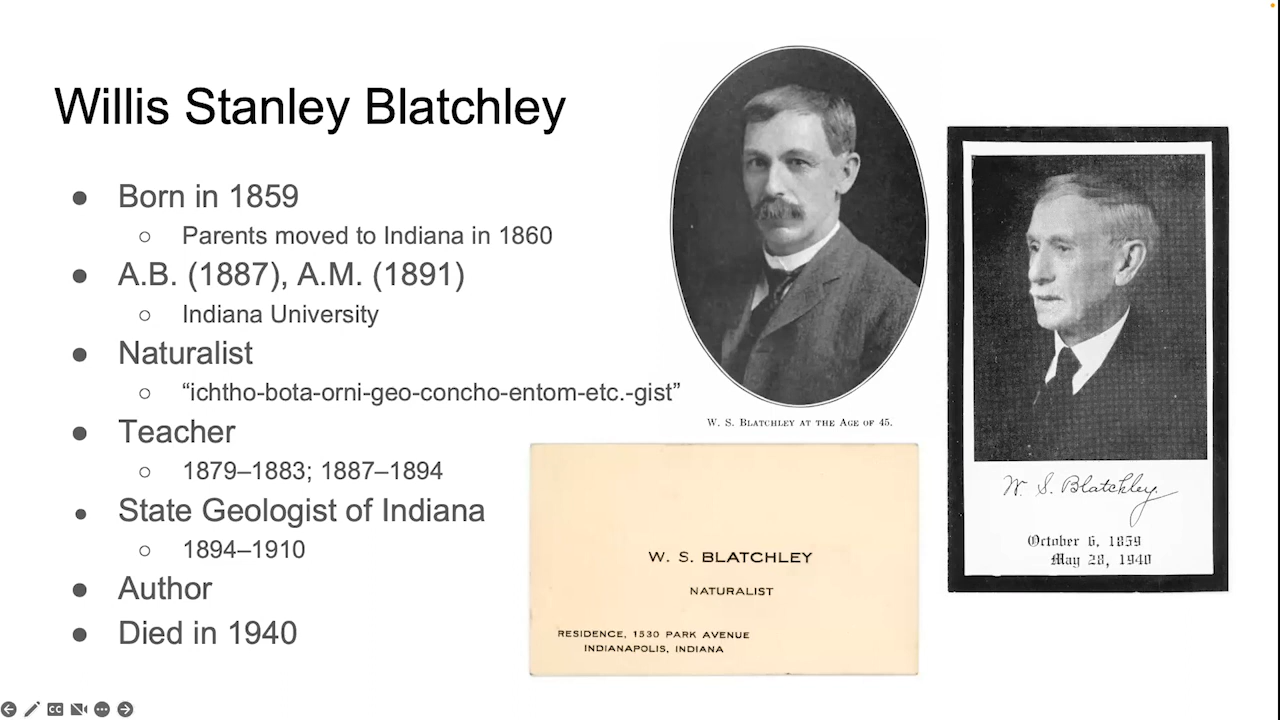 Willis Stanley Blatchley
● Born in 1859
○ Parents moved to Indiana in 1860
● A.B. (1887), A.M. (1891)
○ Indiana University
● Naturalist
○ “ichtho-bota-orni-geo-concho-entom-etc.-gist”
● Teacher
○ 1879–1883; 1887–1894
● State Geologist of Indiana
○ 1894–1910
● Author
● Died in 1940
W. S. BLATCHLEY AT THE AGE OF 45.
W. S. BLATCHLEY
NATURALIST
RESIDENCE, 1530 PARK AVENUE
INDIANAPOLIS, INDIANA
W. S. Blatchley
October 6, 1859
May 28, 1940
CC